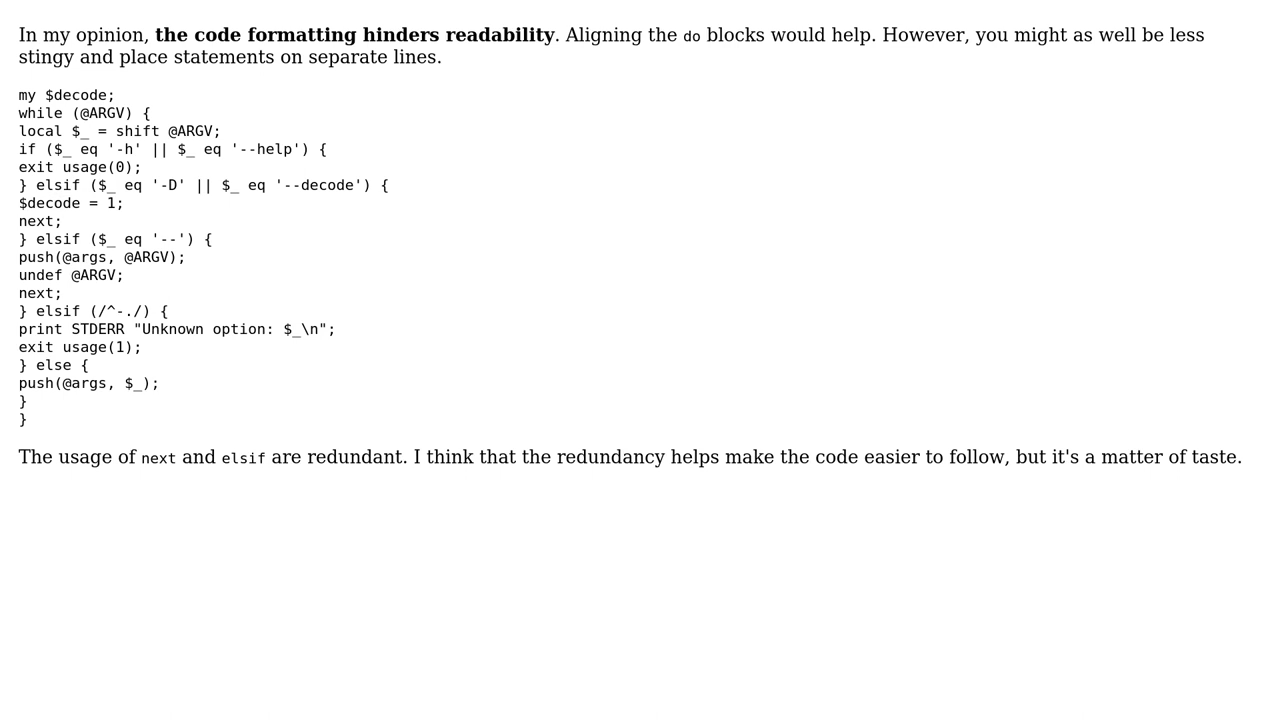 In my opinion, the code formatting hinders readability. Aligning the do blocks would help. However, you might as well be less
stingy and place statements on separate lines.
my $decode;
while (@ARGV) {
local $_ = shift @ARGV;
if ($_ eq '-h' || $_ eq '--help') {
exit usage(0);
} elsif ($_ eq '-D' || $_ eq '--decode') {
$decode = 1;
next;
} elsif ($_ eq '--') {
push(@args, @ARGV);
undef @ARGV;
next;
} elsif (/^-./) {
print STDERR "Unknown option: $_\n";
exit usage(1);
} else {
push(@args, $_);
}
}
The usage of next and elsif are redundant. I think that the redundancy helps make the code easier to follow, but it's a matter of taste.